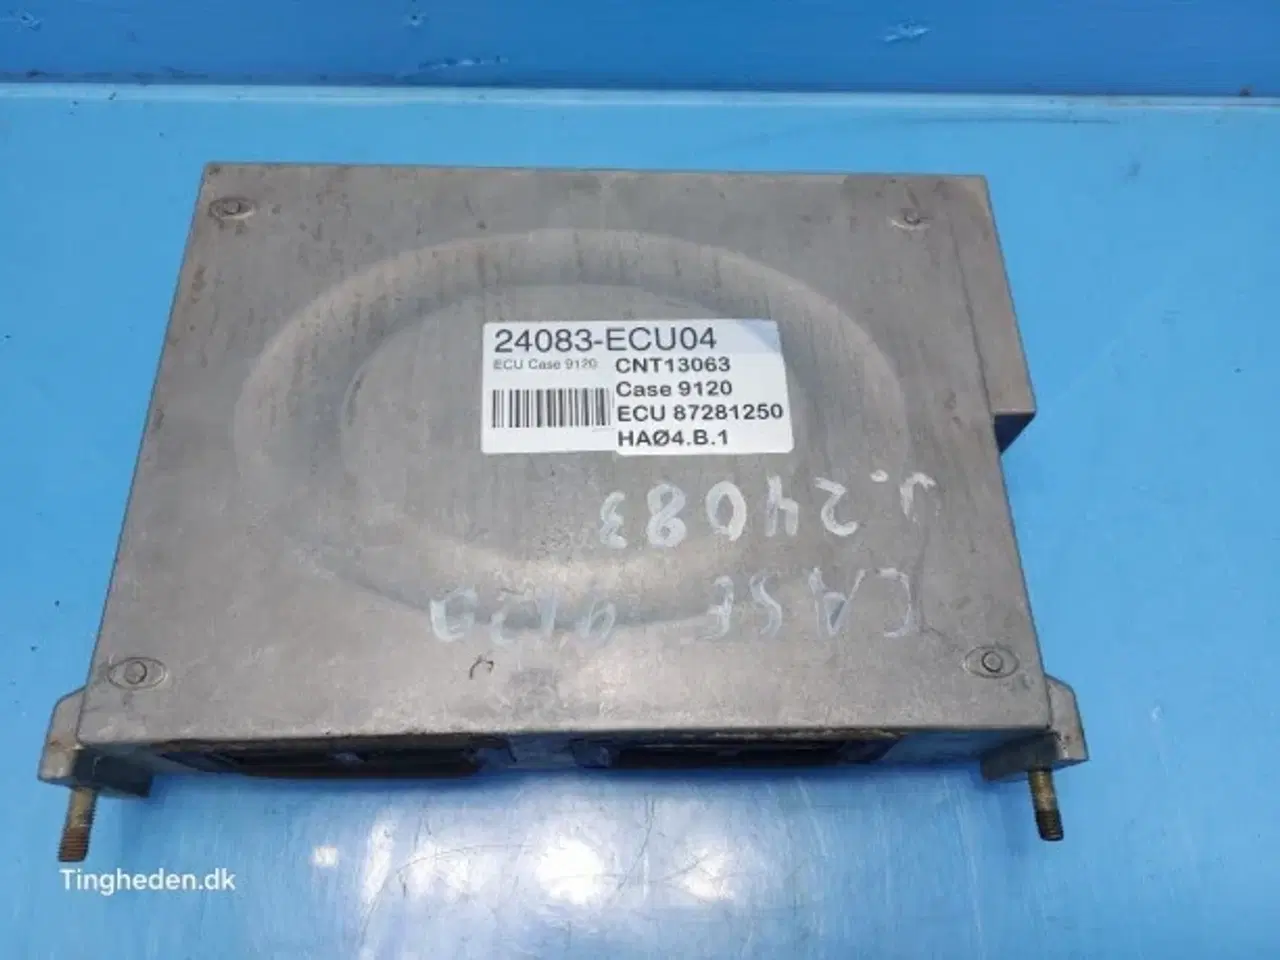 24083-ECU04
ECU Case 9120
CNT13063
Case 9120
ECU 87281250
HAØ4.B.1
J.24083
CASE 9120
Tingheden.dk